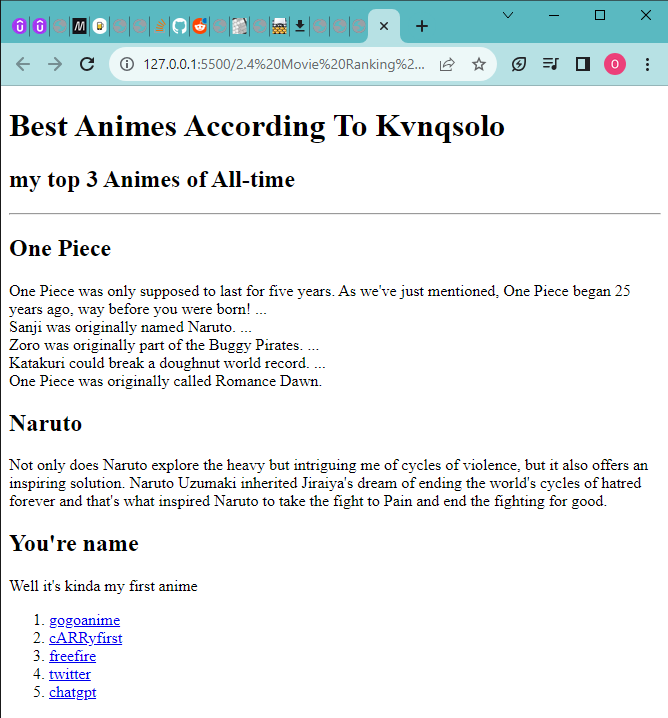 127.0.0.1:5500/2.4%20Movie%20Ranking%2...
O
Best Animes According To Kvnqsolo
my top 3 Animes of All-time
One Piece
One Piece was only supposed to last for five years. As we've just mentioned, One Piece began 25
years ago, way before you were born! ...
Sanji was originally named Naruto. ...
Zoro was originally part of the Buggy Pirates. ...
Katakuri could break a doughnut world record. ...
One Piece was originally called Romance Dawn.
Naruto
Not only does Naruto explore the heavy but intriguing me of cycles of violence, but it also offers an
inspiring solution. Naruto Uzumaki inherited Jiraiya's dream of ending the world's cycles of hatred
forever and that's what inspired Naruto to take the fight to Pain and end the fighting for good.
You're name
Well it's kinda my first anime
1. gogoanime
2. cARRyfirst
3. freefire
4. twitter
5. chatgpt